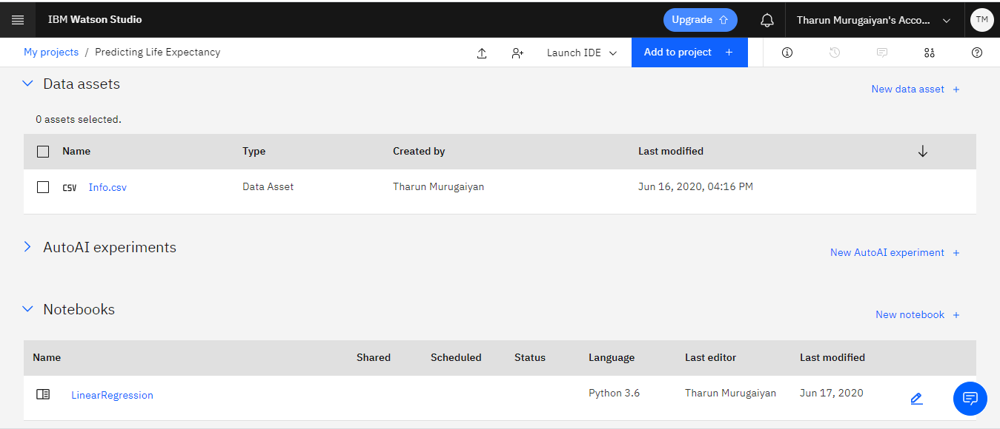 IBM Watson Studio
Upgrade
Tharun Murugaiyan's Acco...
TM
My projects / Predicting Life Expectancy
Launch IDE
Add to project +
Data assets
New data asset +
0 assets selected.
Name Type Created by Last modified
CSV Info.csv Data Asset Tharun Murugaiyan Jun 16, 2020, 04:16 PM
AutoAI experiments
New AutoAI experiment +
Notebooks
New notebook +
Name Shared Scheduled Status Language Last editor Last modified
LinearRegression Python 3.6 Tharun Murugaiyan Jun 17, 2020